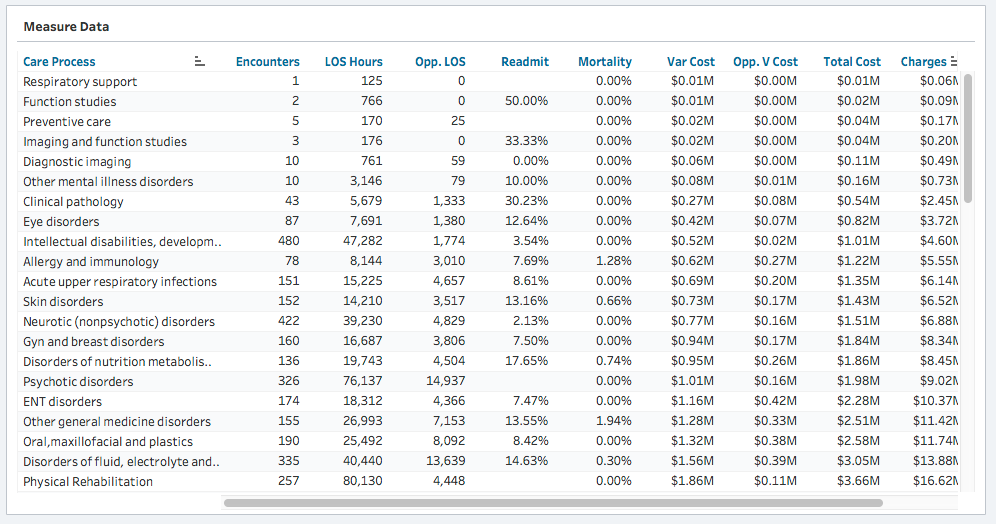 Measure Data
Care Process Encounters LOS Hours Opp. LOS Readmit Mortality Var Cost Opp. V Cost Total Cost Charges
Respiratory support 1 125 0 0.00% $0.01M $0.00M $0.01M $0.06M
Function studies 2 766 0 50.00% 0.00% $0.01M $0.00M $0.02M $0.09M
Preventive care 5 170 25 0.00% $0.02M $0.00M $0.04M $0.17M
Imaging and function studies 3 176 0 33.33% 0.00% $0.02M $0.00M $0.04M $0.20M
Diagnostic imaging 10 761 59 0.00% 0.00% $0.06M $0.00M $0.11M $0.49M
Other mental illness disorders 10 3,146 79 10.00% 0.00% $0.08M $0.01M $0.16M $0.73M
Clinical pathology 43 5,679 1,333 30.23% 0.00% $0.27M $0.08M $0.54M $2.45M
Eye disorders 87 7,691 1,380 12.64% 0.00% $0.42M $0.07M $0.82M $3.72M
Intellectual disabilities, developm.. 480 47,282 1,774 3.54% 0.00% $0.52M $0.02M $1.01M $4.60M
Allergy and immunology 78 8,144 3,010 7.69% 1.28% $0.62M $0.27M $1.22M $5.55M
Acute upper respiratory infections 151 15,225 4,657 8.61% 0.00% $0.69M $0.20M $1.35M $6.14M
Skin disorders 152 14,210 3,517 13.16% 0.66% $0.73M $0.17M $1.43M $6.52M
Neurotic (nonpsychotic) disorders 422 39,230 4,829 2.13% 0.00% $0.77M $0.16M $1.51M $6.88M
Gyn and breast disorders 160 16,687 3,806 7.50% 0.00% $0.94M $0.17M $1.84M $8.34M
Disorders of nutrition metabolis.. 136 19,743 4,504 17.65% 0.74% $0.95M $0.26M $1.86M $8.45M
Psychotic disorders 326 76,137 14,937 0.00% $1.01M $0.16M $1.98M $9.02M
ENT disorders 174 18,312 4,366 7.47% 0.00% $1.16M $0.42M $2.28M $10.37M
Other general medicine disorders 155 26,993 7,153 13.55% 1.94% $1.28M $0.33M $2.51M $11.42M
Oral,maxillofacial and plastics 190 25,492 8,092 8.42% 0.00% $1.32M $0.38M $2.58M $11.74M
Disorders of fluid, electrolyte and.. 335 40,440 13,639 14.63% 0.30% $1.56M $0.39M $3.05M $13.88M
Physical Rehabilitation 257 80,130 4,448 0.00% $1.86M $0.11M $3.66M $16.62M